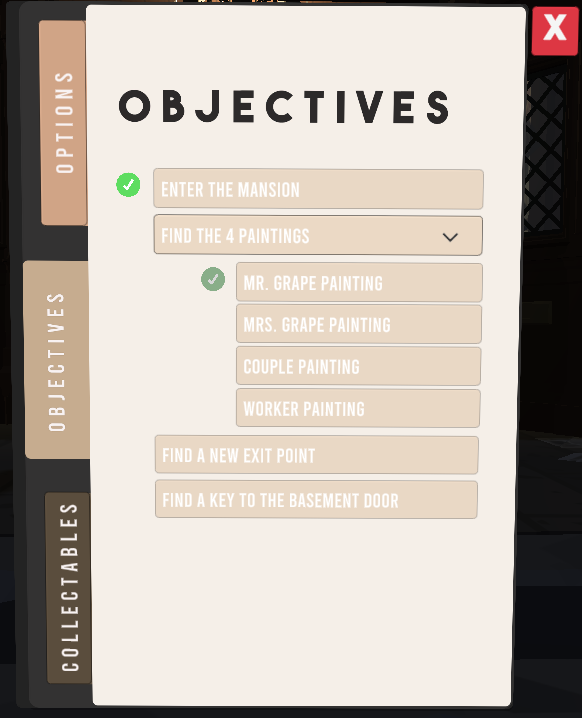 X
OPTIONS
OBJECTIVES
COLLECTABLES
OBJECTIVES
ENTER THE MANSION
FIND THE 4 PAINTINGS
MR. GRAPE PAINTING
MRS. GRAPE PAINTING
COUPLE PAINTING
WORKER PAINTING
FIND A NEW EXIT POINT
FIND A KEY TO THE BASEMENT DOOR